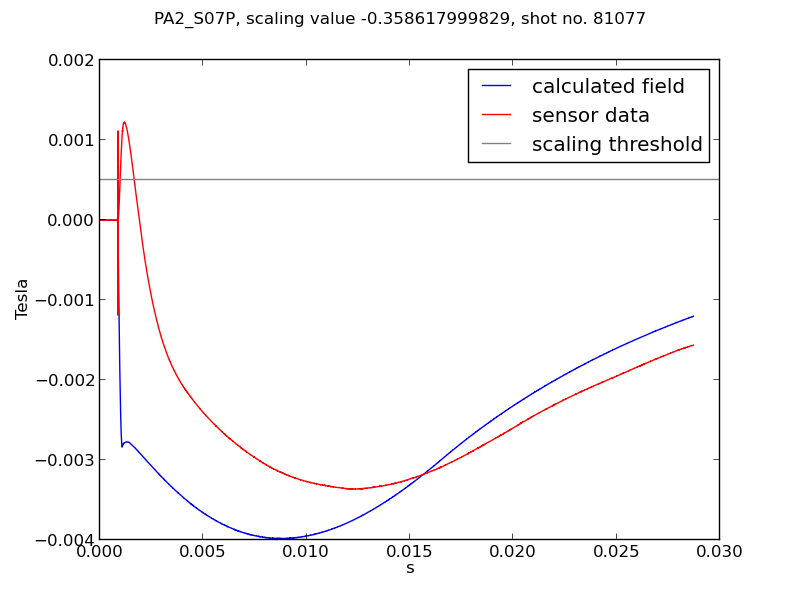 PA2_S07P, scaling value -0.358617999829, shot no. 81077
calculated field
sensor data
scaling threshold
Tesla
0.002
0.001
0.000
−0.001
−0.002
−0.003
−0.004
0.000 0.005 0.010 0.015 0.020 0.025 0.030
s